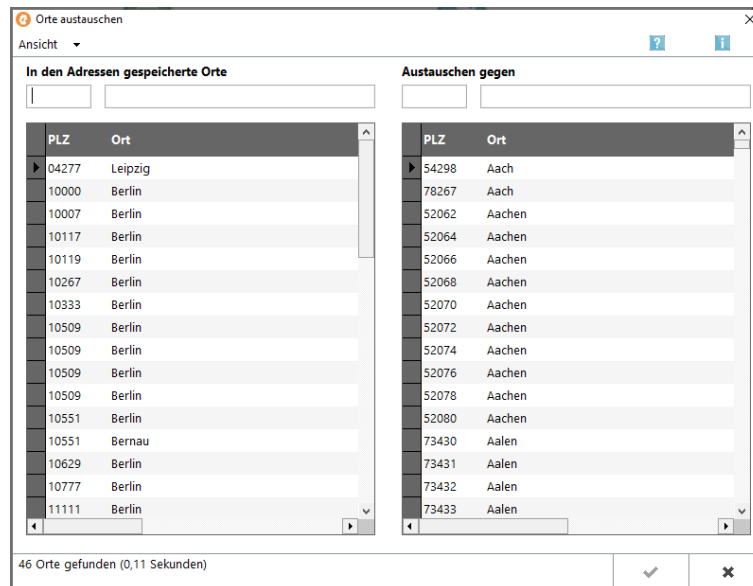 Orte austauschen
Ansicht
In den Adressen gespeicherte Orte
Austauschen gegen
PLZ Ort
04277 Leipzig
10000 Berlin
10007 Berlin
10117 Berlin
10119 Berlin
10267 Berlin
10333 Berlin
10509 Berlin
10509 Berlin
10509 Berlin
10509 Berlin
10551 Berlin
10551 Bernau
10629 Berlin
10777 Berlin
11111 Berlin
PLZ Ort
54298 Aach
78267 Aach
52062 Aachen
52064 Aachen
52066 Aachen
52068 Aachen
52070 Aachen
52072 Aachen
52074 Aachen
52076 Aachen
52078 Aachen
52080 Aachen
73430 Aalen
73431 Aalen
73432 Aalen
73433 Aalen
46 Orte gefunden (0,11 Sekunden)